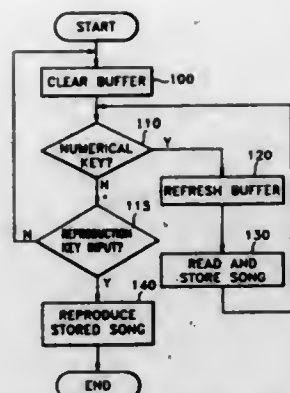 START
CLEAR BUFFER
100
110
NUMERICAL
KEY?
Y
N
120
REFRESH BUFFER
115
REPRODUCTION
KEY INPUT?
N
Y
130
READ AND
STORE SONG
140
REPRODUCE
STORED SONG
END